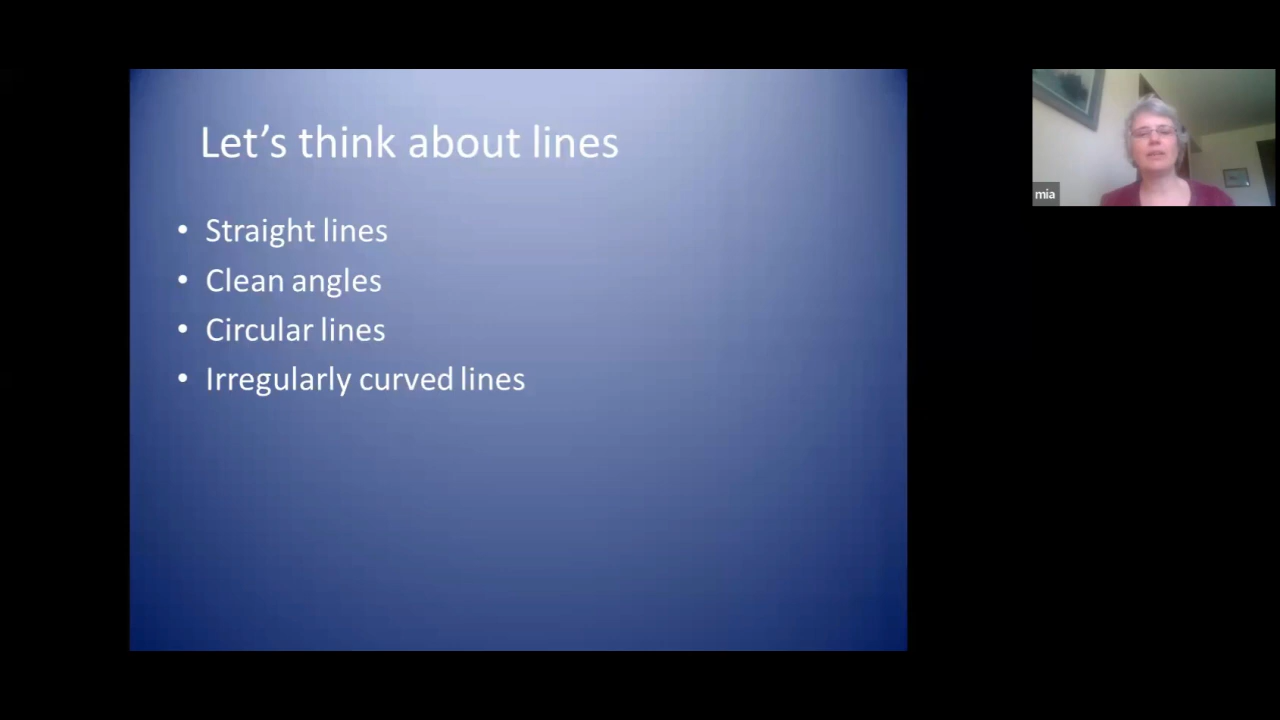 Let’s think about lines
• Straight lines
• Clean angles
• Circular lines
• Irregularly curved lines
mia